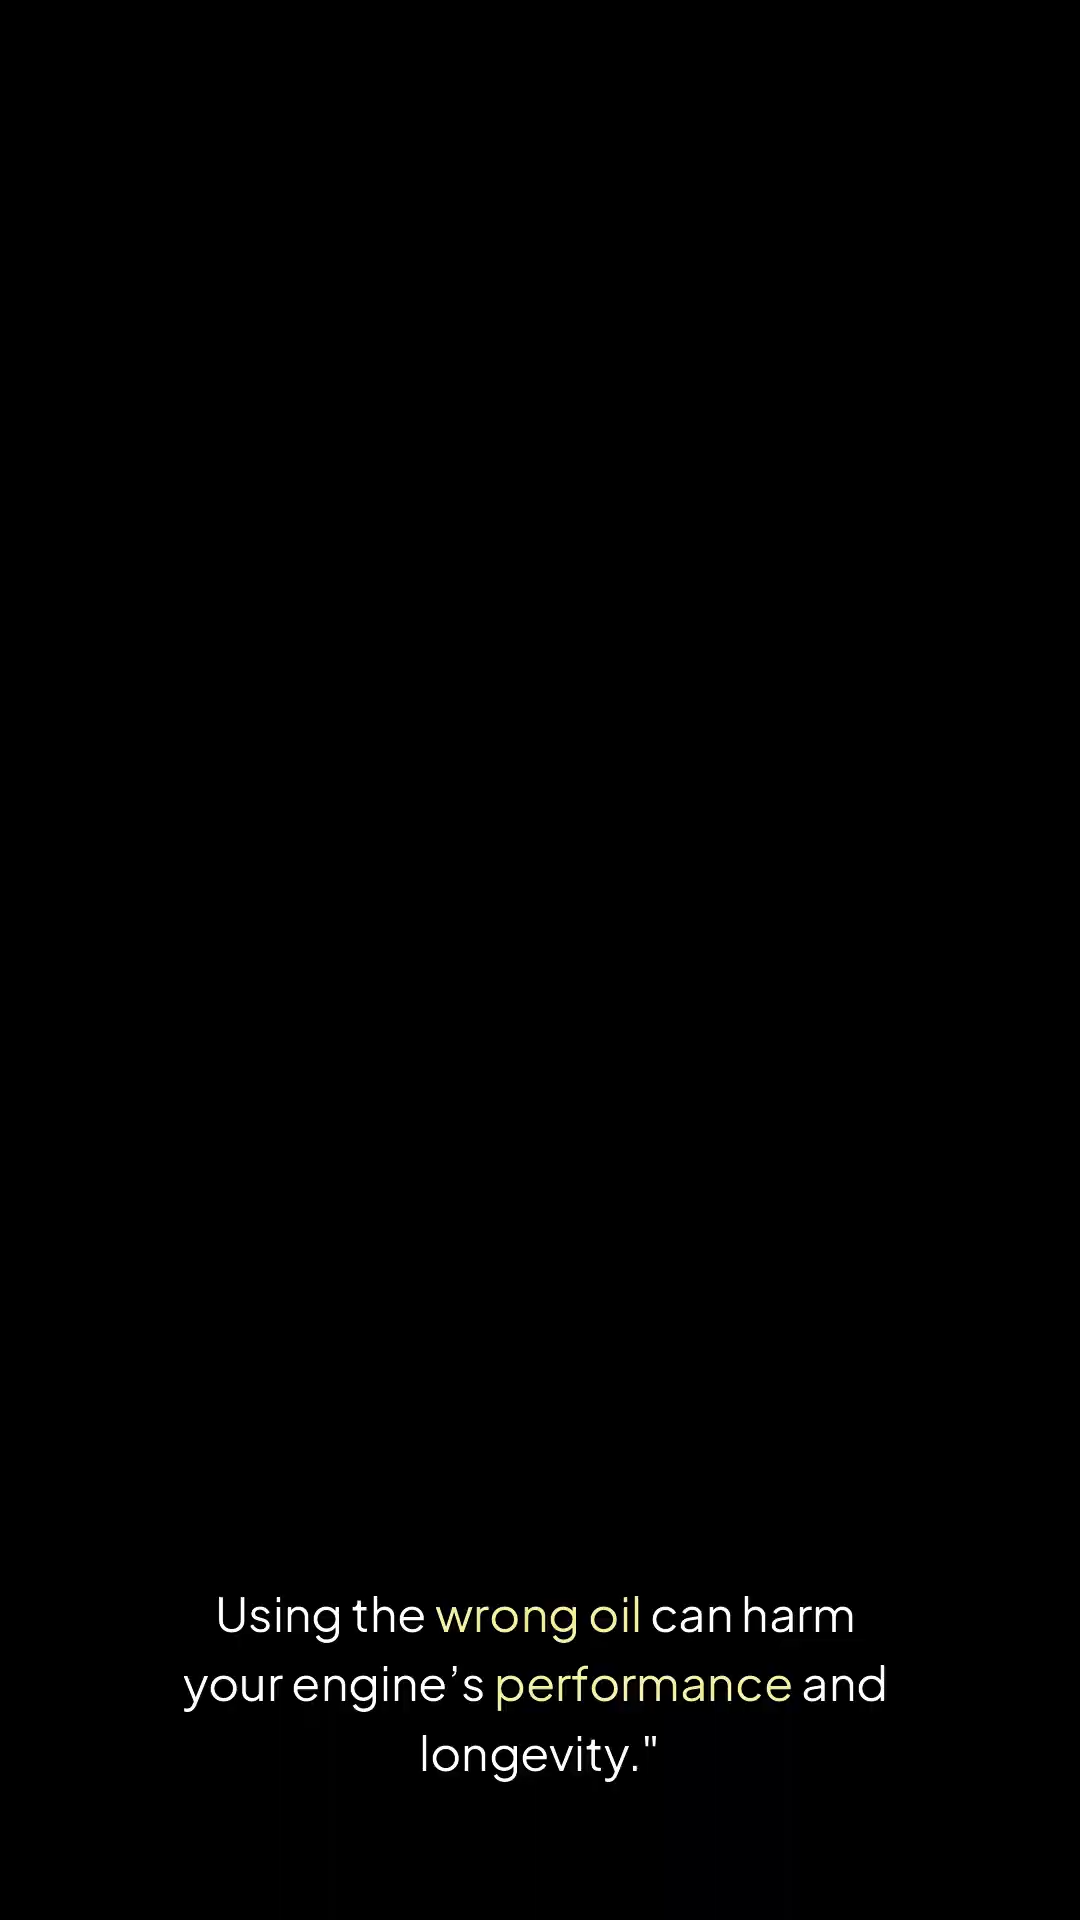 Using the wrong oil can harm
your engine’s performance and
longevity."